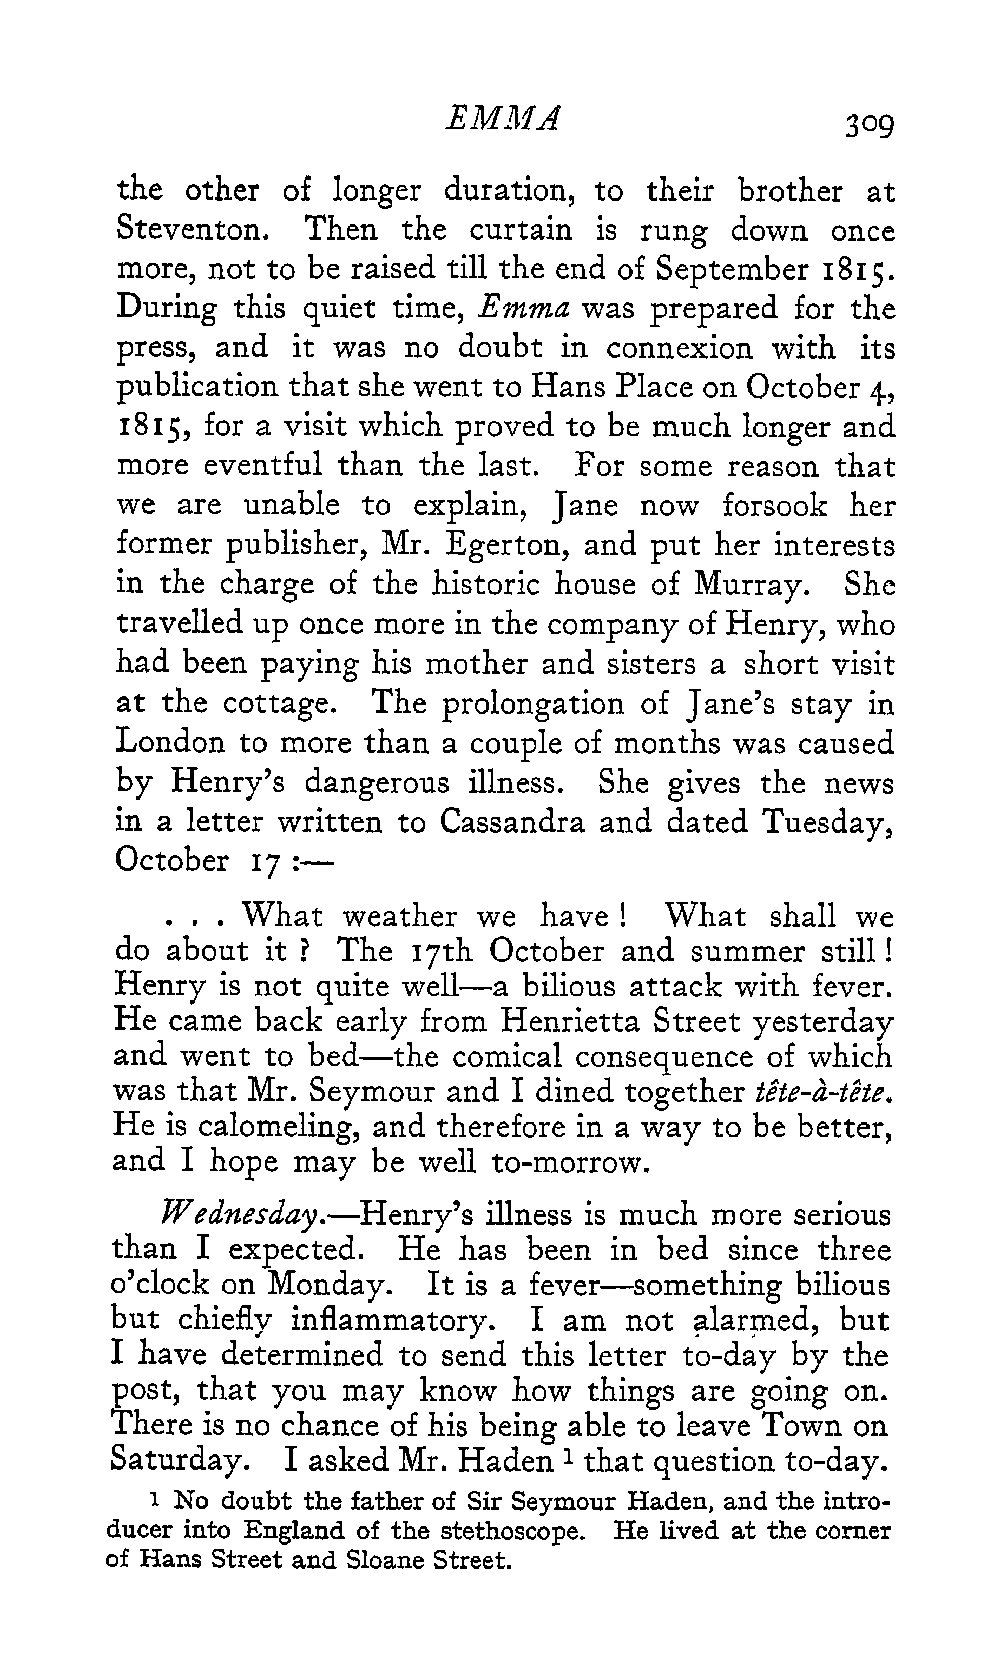 EMMA 309
the other of longer duration, to their brother at
Steventon. Then the curtain is rung down once
more, not to be raised till the end of September 1815.
During this quiet time, Emma was prepared for the
press, and it was no doubt in connexion with its
publication that she went to Hans Place on October 4,
1815, for a visit which proved to be much longer and
more eventful than the last. For some reason that
we are unable to explain, Jane now forsook her
former publisher, Mr. Egerton, and put her interests
in the charge of the historic house of Murray. She
travelled up once more in the company of Henry, who
had been paying his mother and sisters a short visit
at the cottage. The prolongation of Jane's stay in
London to more than a couple of months was caused
by Henry's dangerous illness. She gives the news
in a letter written to Cassandra and dated Tuesday,
October 17 :—
. . . What weather we have ! What shall we
do about it ? The 17th October and summer still !
Henry is not quite well—a bilious attack with fever.
He came back early from Henrietta Street yesterday
and went to bed—the comical consequence of which
was that Mr. Seymour and I dined together tête-à-tête.
He is calomeling, and therefore in a way to be better,
and I hope may be well to-morrow.
Wednesday.—Henry's illness is much more serious
than I expected. He has been in bed since three
o'clock on Monday. It is a fever—something bilious
but chiefly inflammatory. I am not alarmed, but
I have determined to send this letter to-day by the
post, that you may know how things are going on.
There is no chance of his being able to leave Town on
Saturday. I asked Mr. Haden 1 that question to-day.
1 No doubt the father of Sir Seymour Haden, and the intro-
ducer into England of the stethoscope. He lived at the corner
of Hans Street and Sloane Street.